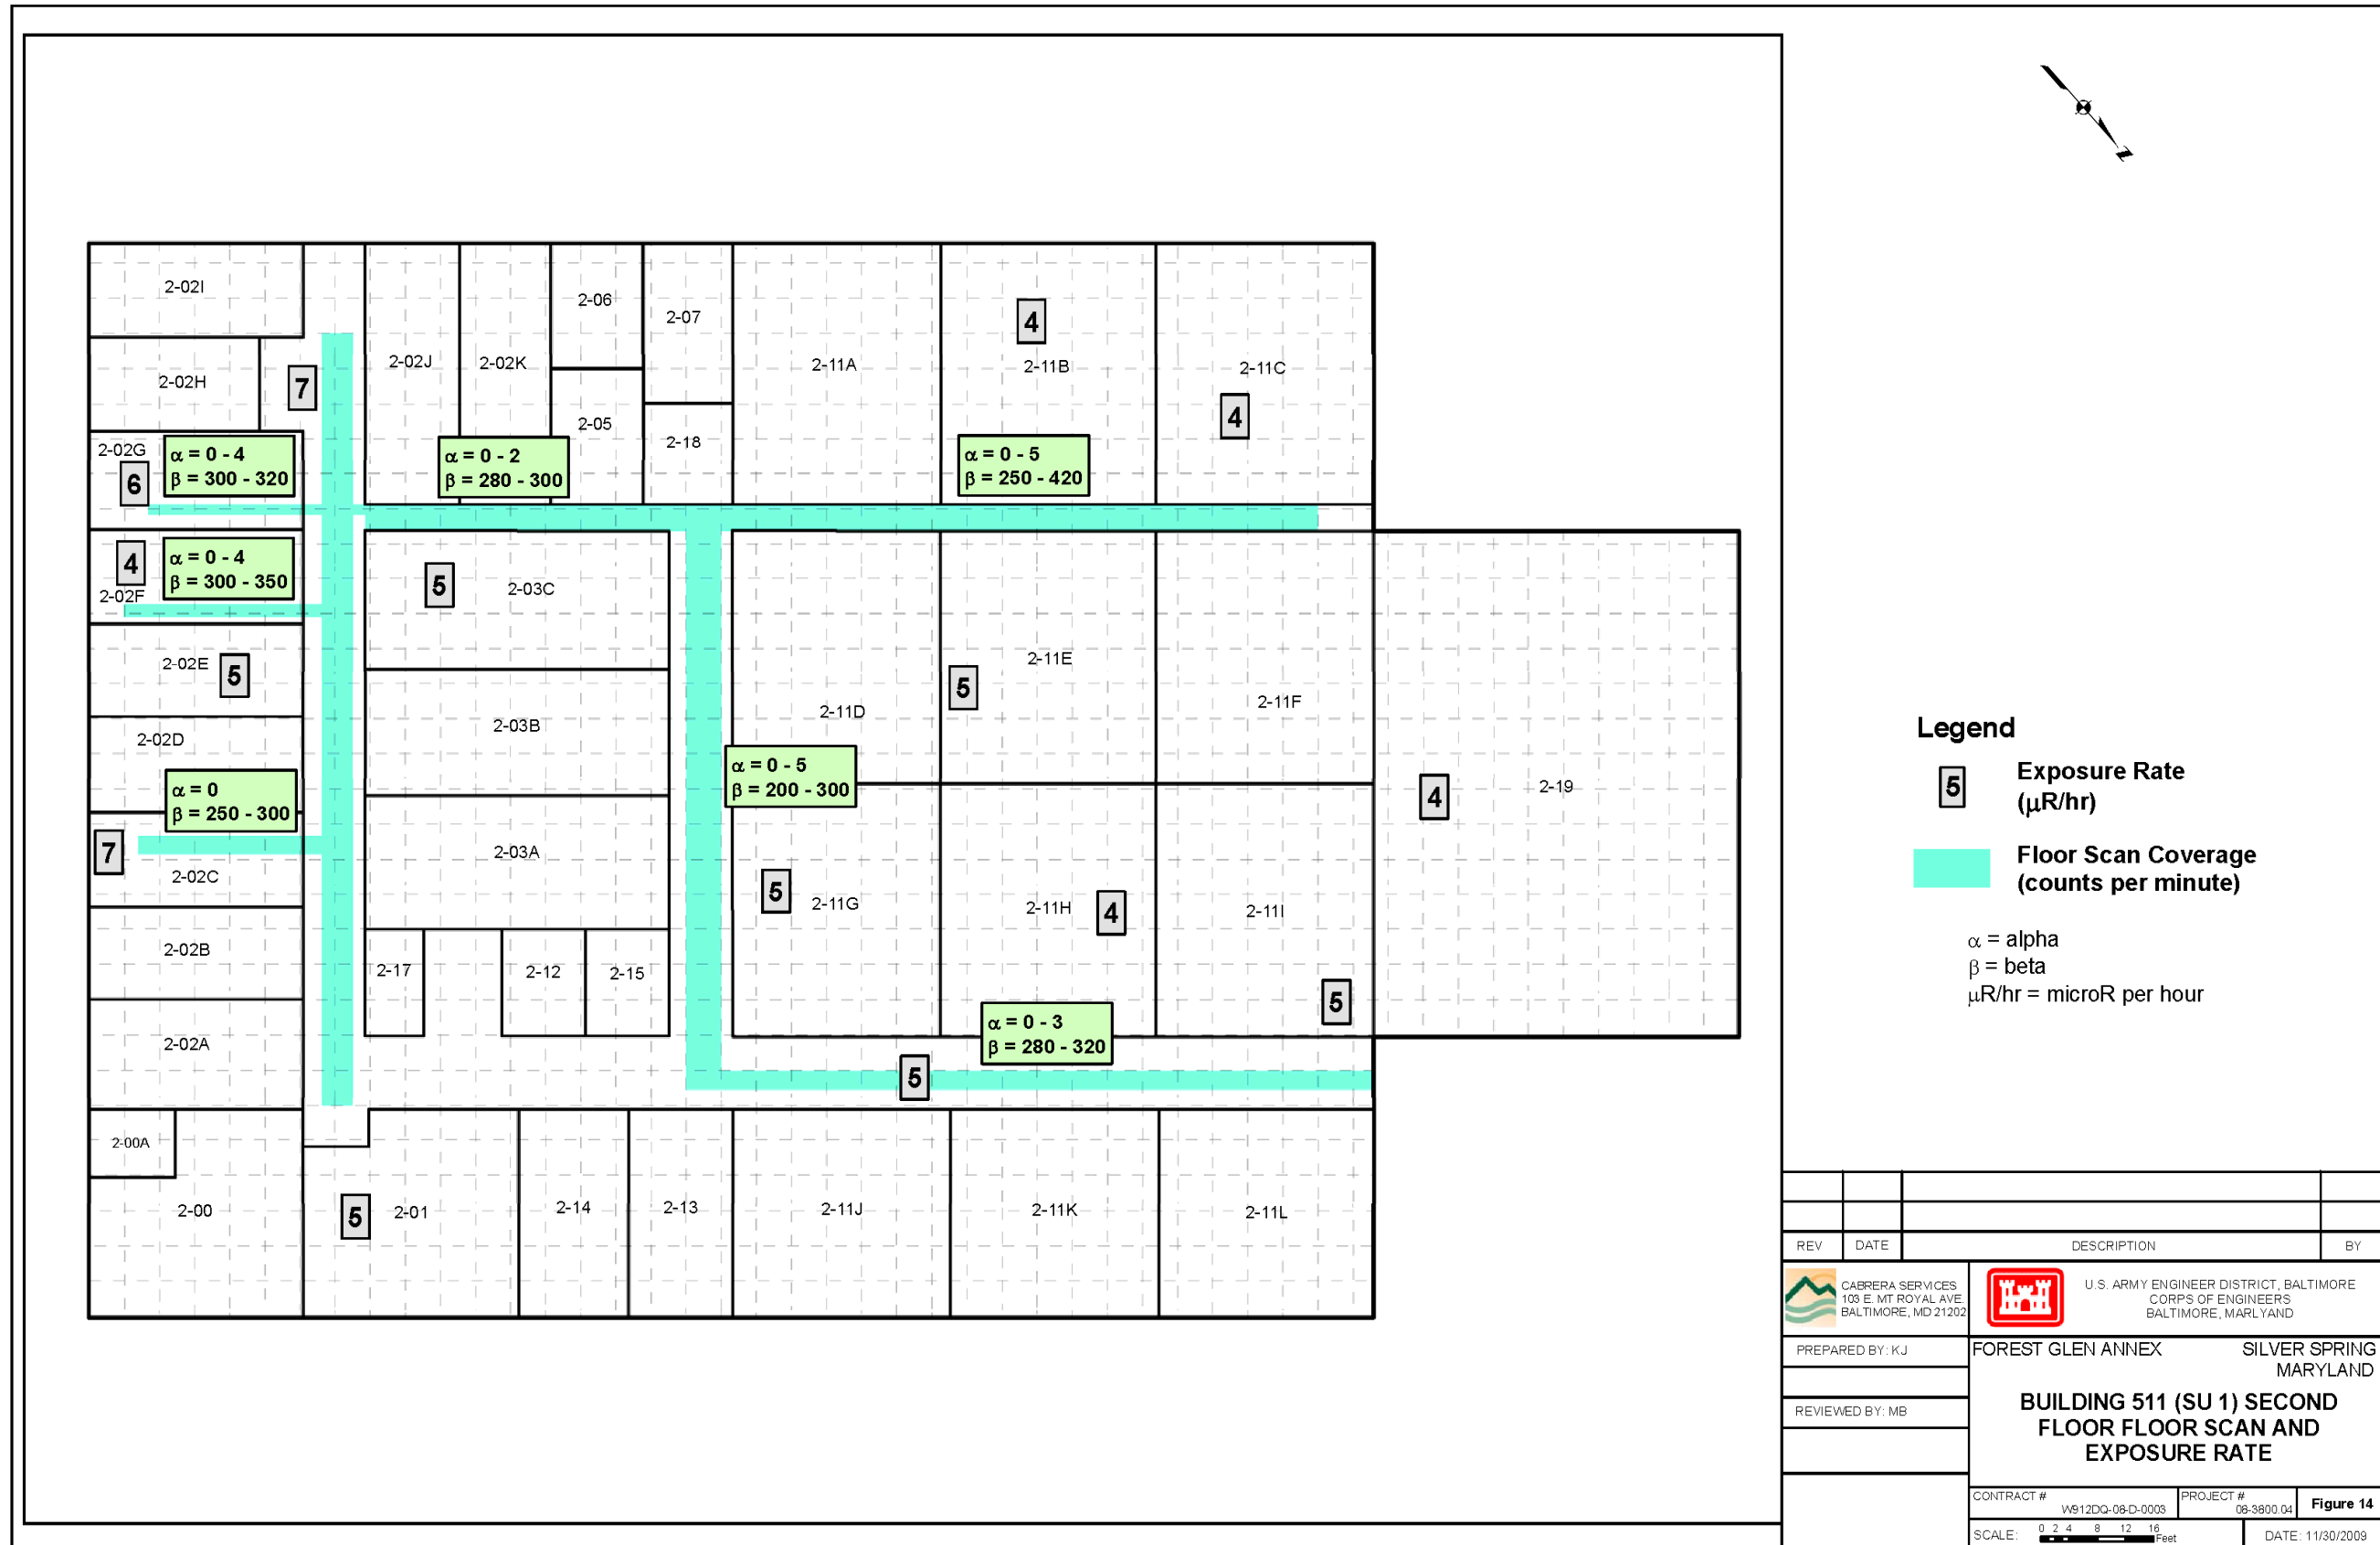 2-02I
2-06
2-07
4
2-02J
2-02K
2-11A
2-11B
2-11C
2-02H
7
4
2-05
2-18
2-02G
α = 0 - 4
β = 300 - 320
6
α = 0 - 2
β = 280 - 300
α = 0 - 5
β = 250 - 420
4
α = 0 - 4
β = 300 - 350
2-02F
5
2-03C
2-02E
5
2-11E
5
2-11F
2-11D
2-03B
2-02D
α = 0 - 5
β = 200 - 300
4
2-19
α = 0
β = 250 - 300
7
2-02C
2-03A
5
2-11G
2-11H
4
2-11I
2-02B
2-17
2-12
2-15
5
α = 0 - 3
β = 280 - 320
2-02A
5
2-00A
2-00
5
2-01
2-14
2-13
2-11J
2-11K
2-11L
N
Legend
5
Exposure Rate
(µR/hr)
Floor Scan Coverage
(counts per minute)
α = alpha
β = beta
µR/hr = microR per hour
REV DATE DESCRIPTION BY
CABRERA SERVICES
103 E. MT ROYAL AVE.
BALTIMORE, MD 21202
U.S. ARMY ENGINEER DISTRICT, BALTIMORE
CORPS OF ENGINEERS
BALTIMORE, MARLYAND
PREPARED BY: KJ
REVIEWED BY: MB
FOREST GLEN ANNEX SILVER SPRING
MARYLAND
BUILDING 511 (SU 1) SECOND
FLOOR FLOOR SCAN AND
EXPOSURE RATE
CONTRACT #
W912DQ-08-D-0003
PROJECT #
08-3800.04
Figure 14
SCALE: 0 2 4 8 12 16
Feet
DATE: 11/30/2009